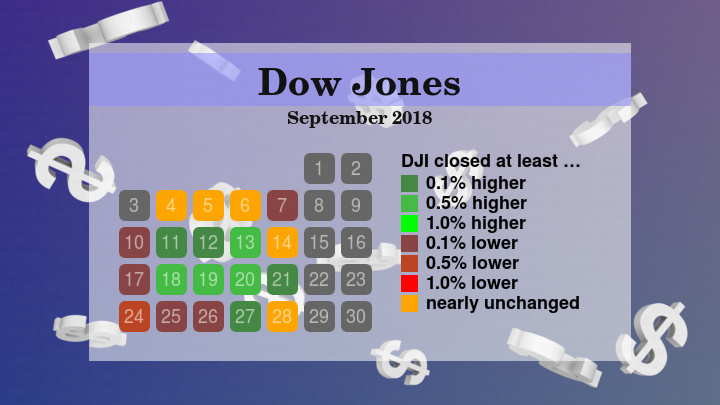 Dow Jones
September 2018
1 2
3 4 5 6 7 8 9
10 11 12 13 14 15 16
17 18 19 20 21 22 23
24 25 26 27 28 29 30
DJI closed at least ...
0.1% higher
0.5% higher
1.0% higher
0.1% lower
0.5% lower
1.0% lower
nearly unchanged